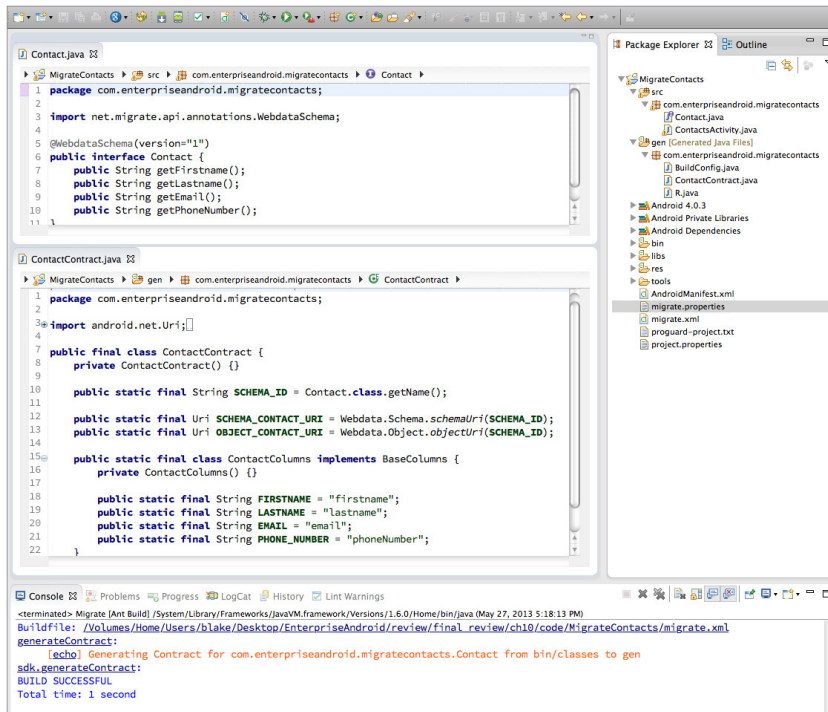 Contact.java
MigrateContacts src com.enterpriseandroid.migratecontacts Contact
1 package com.enterpriseandroid.migratecontacts;
2
3 import net.migrate.api.annotations.WebdataSchema;
4
5 @WebdataSchema(version="1")
6 public interface Contact {
7 public String getFirstname();
8 public String getLastname();
9 public String getEmail();
10 public String getPhoneNumber();
11 }
ContactContract.java
MigrateContacts gen com.enterpriseandroid.migratecontacts ContactContract
1 package com.enterpriseandroid.migratecontacts;
2
3 import android.net.Uri;
4
7 public final class ContactContract {
8 private ContactContract() {}
9
10 public static final String SCHEMA_ID = Contact.class.getName();
11
12 public static final Uri SCHEMA_CONTACT_URI = Webdata.Schema.schemaUri(SCHEMA_ID);
13 public static final Uri OBJECT_CONTACT_URI = Webdata.Object.objectUri(SCHEMA_ID);
14
15 public static final class ContactColumns implements BaseColumns {
16 private ContactColumns() {}
17
18 public static final String FIRSTNAME = "firstname";
19 public static final String LASTNAME = "lastname";
20 public static final String EMAIL = "email";
21 public static final String PHONE_NUMBER = "phoneNumber";
22 }
Package Explorer Outline
MigrateContacts
src
com.enterpriseandroid.migratecontacts
Contact.java
ContactsActivity.java
gen [Generated Java Files]
com.enterpriseandroid.migratecontacts
BuildConfig.java
ContactContract.java
R.java
Android 4.0.3
Android Private Libraries
Android Dependencies
bin
libs
res
tools
AndroidManifest.xml
migrate.properties
migrate.xml
proguard-project.txt
project.properties
Console Problems Progress LogCat History Lint Warnings
<terminated> Migrate [Ant Build] /System/Library/Frameworks/JavaVM.framework/Versions/1.6.0/Home/bin/java (May 27, 2013 5:18:13 PM)
Buildfile: /Volumes/Home/Users/blake/Desktop/EnterpriseAndroid/review/final review/ch10/code/MigrateContacts/migrate.xml
generateContract:
[echo] Generating Contract for com.enterpriseandroid.migratecontacts.Contact from bin/classes to gen
sdk.generateContract:
BUILD SUCCESSFUL
Total time: 1 second